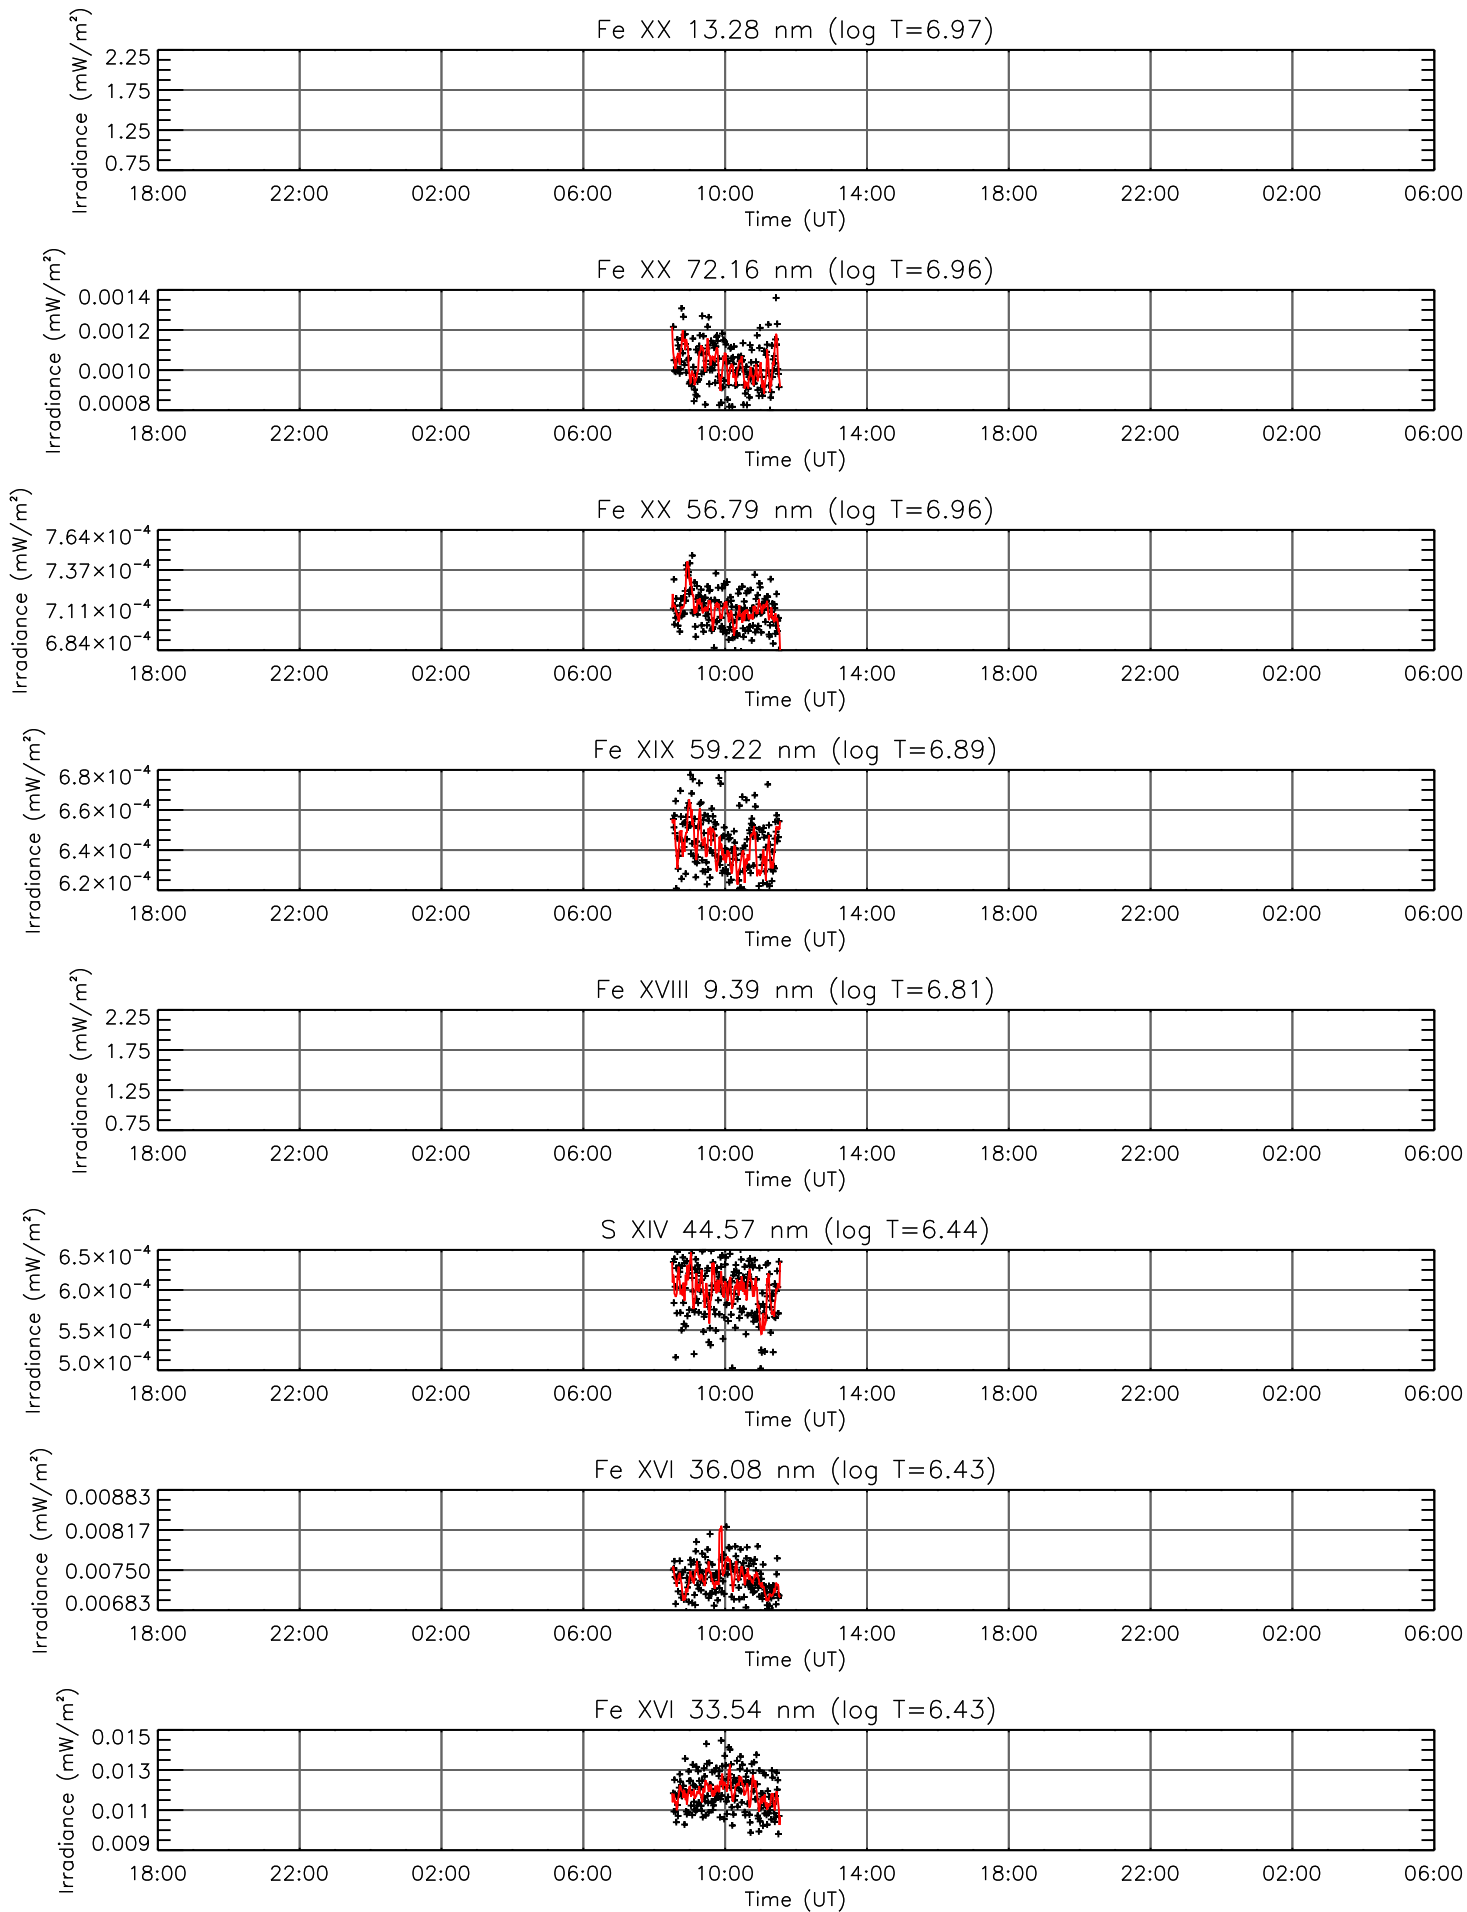 Fe XX 13.28 nm (log T=6.97)
Irradiance (mW/m²)
2.25
1.75
1.25
0.75
18:00 22:00 02:00 06:00 10:00 14:00 18:00 22:00 02:00 06:00
Time (UT)
Fe XX 72.16 nm (log T=6.96)
Irradiance (mW/m²)
0.0014
0.0012
0.0010
0.0008
18:00 22:00 02:00 06:00 10:00 14:00 18:00 22:00 02:00 06:00
Time (UT)
Fe XX 56.79 nm (log T=6.96)
Irradiance (mW/m²)
7.64×10⁻⁴
7.37×10⁻⁴
7.11×10⁻⁴
6.84×10⁻⁴
18:00 22:00 02:00 06:00 10:00 14:00 18:00 22:00 02:00 06:00
Time (UT)
Fe XIX 59.22 nm (log T=6.89)
Irradiance (mW/m²)
6.8×10⁻⁴
6.6×10⁻⁴
6.4×10⁻⁴
6.2×10⁻⁴
18:00 22:00 02:00 06:00 10:00 14:00 18:00 22:00 02:00 06:00
Time (UT)
Fe XVIII 9.39 nm (log T=6.81)
Irradiance (mW/m²)
2.25
1.75
1.25
0.75
18:00 22:00 02:00 06:00 10:00 14:00 18:00 22:00 02:00 06:00
Time (UT)
S XIV 44.57 nm (log T=6.44)
Irradiance (mW/m²)
6.5×10⁻⁴
6.0×10⁻⁴
5.5×10⁻⁴
5.0×10⁻⁴
18:00 22:00 02:00 06:00 10:00 14:00 18:00 22:00 02:00 06:00
Time (UT)
Fe XVI 36.08 nm (log T=6.43)
Irradiance (mW/m²)
0.00883
0.00817
0.00750
0.00683
18:00 22:00 02:00 06:00 10:00 14:00 18:00 22:00 02:00 06:00
Time (UT)
Fe XVI 33.54 nm (log T=6.43)
Irradiance (mW/m²)
0.015
0.013
0.011
0.009
18:00 22:00 02:00 06:00 10:00 14:00 18:00 22:00 02:00 06:00
Time (UT)